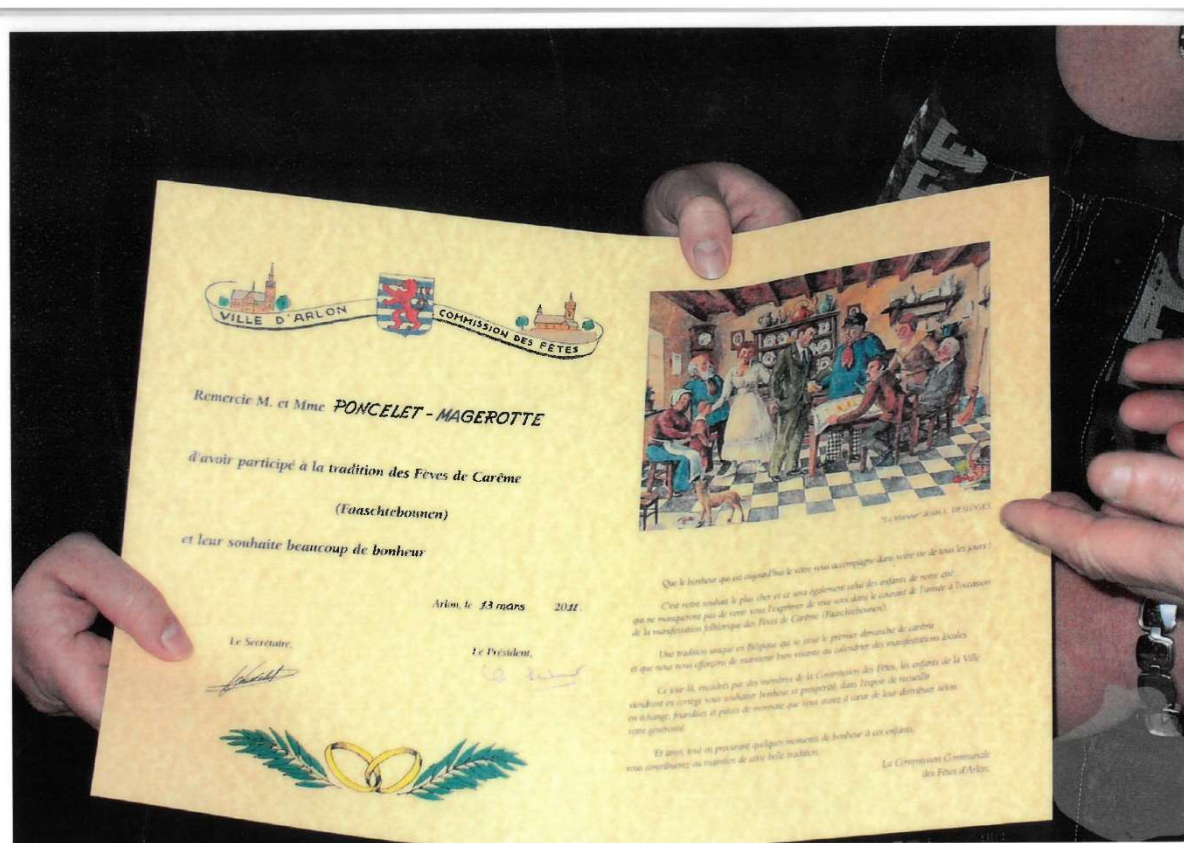 VILLE D'ARLON
COMMISSION DES FÊTES
Remercie M. et Mme PONCELET-MAGEROTTE
d'avoir participé à la tradition des Fèves de Carême
(Faaschtebounen)
et leur souhaite beaucoup de bonheur
Arlon, le 13 mars 2011.
Le Secrétaire,
Le Président,
"Le Marieur" dessin L. DESLOGES
Que le bonheur qui est aujourd'hui le vôtre vous accompagne dans votre vie de tous les jours !
C'est notre souhait le plus cher et ce sera également celui des enfants de notre cité
qui ne manqueront pas de venir vous l'exprimer de vive voix dans le courant de l'année à l'occasion
de la manifestation folklorique des Fèves de Carême (Faaschtebounen).
Une tradition unique en Belgique qui se situe le premier dimanche de carême
et que nous nous efforçons de maintenir bien vivante au calendrier des manifestations locales
Ce jour-là, encadrés par des membres de la Commission des Fêtes, les enfants de la Ville
viendront en cortège vous souhaiter bonheur et prospérité, dans l'espoir de recueillir
en échange, friandises et pièces de monnaie que vous aurez à cœur de leur distribuer selon
votre générosité.
Et ainsi, tout en procurant quelques moments de bonheur à ces enfants,
vous contribuerez au maintien de cette belle tradition.
La Commission Communale
des Fêtes d'Arlon.